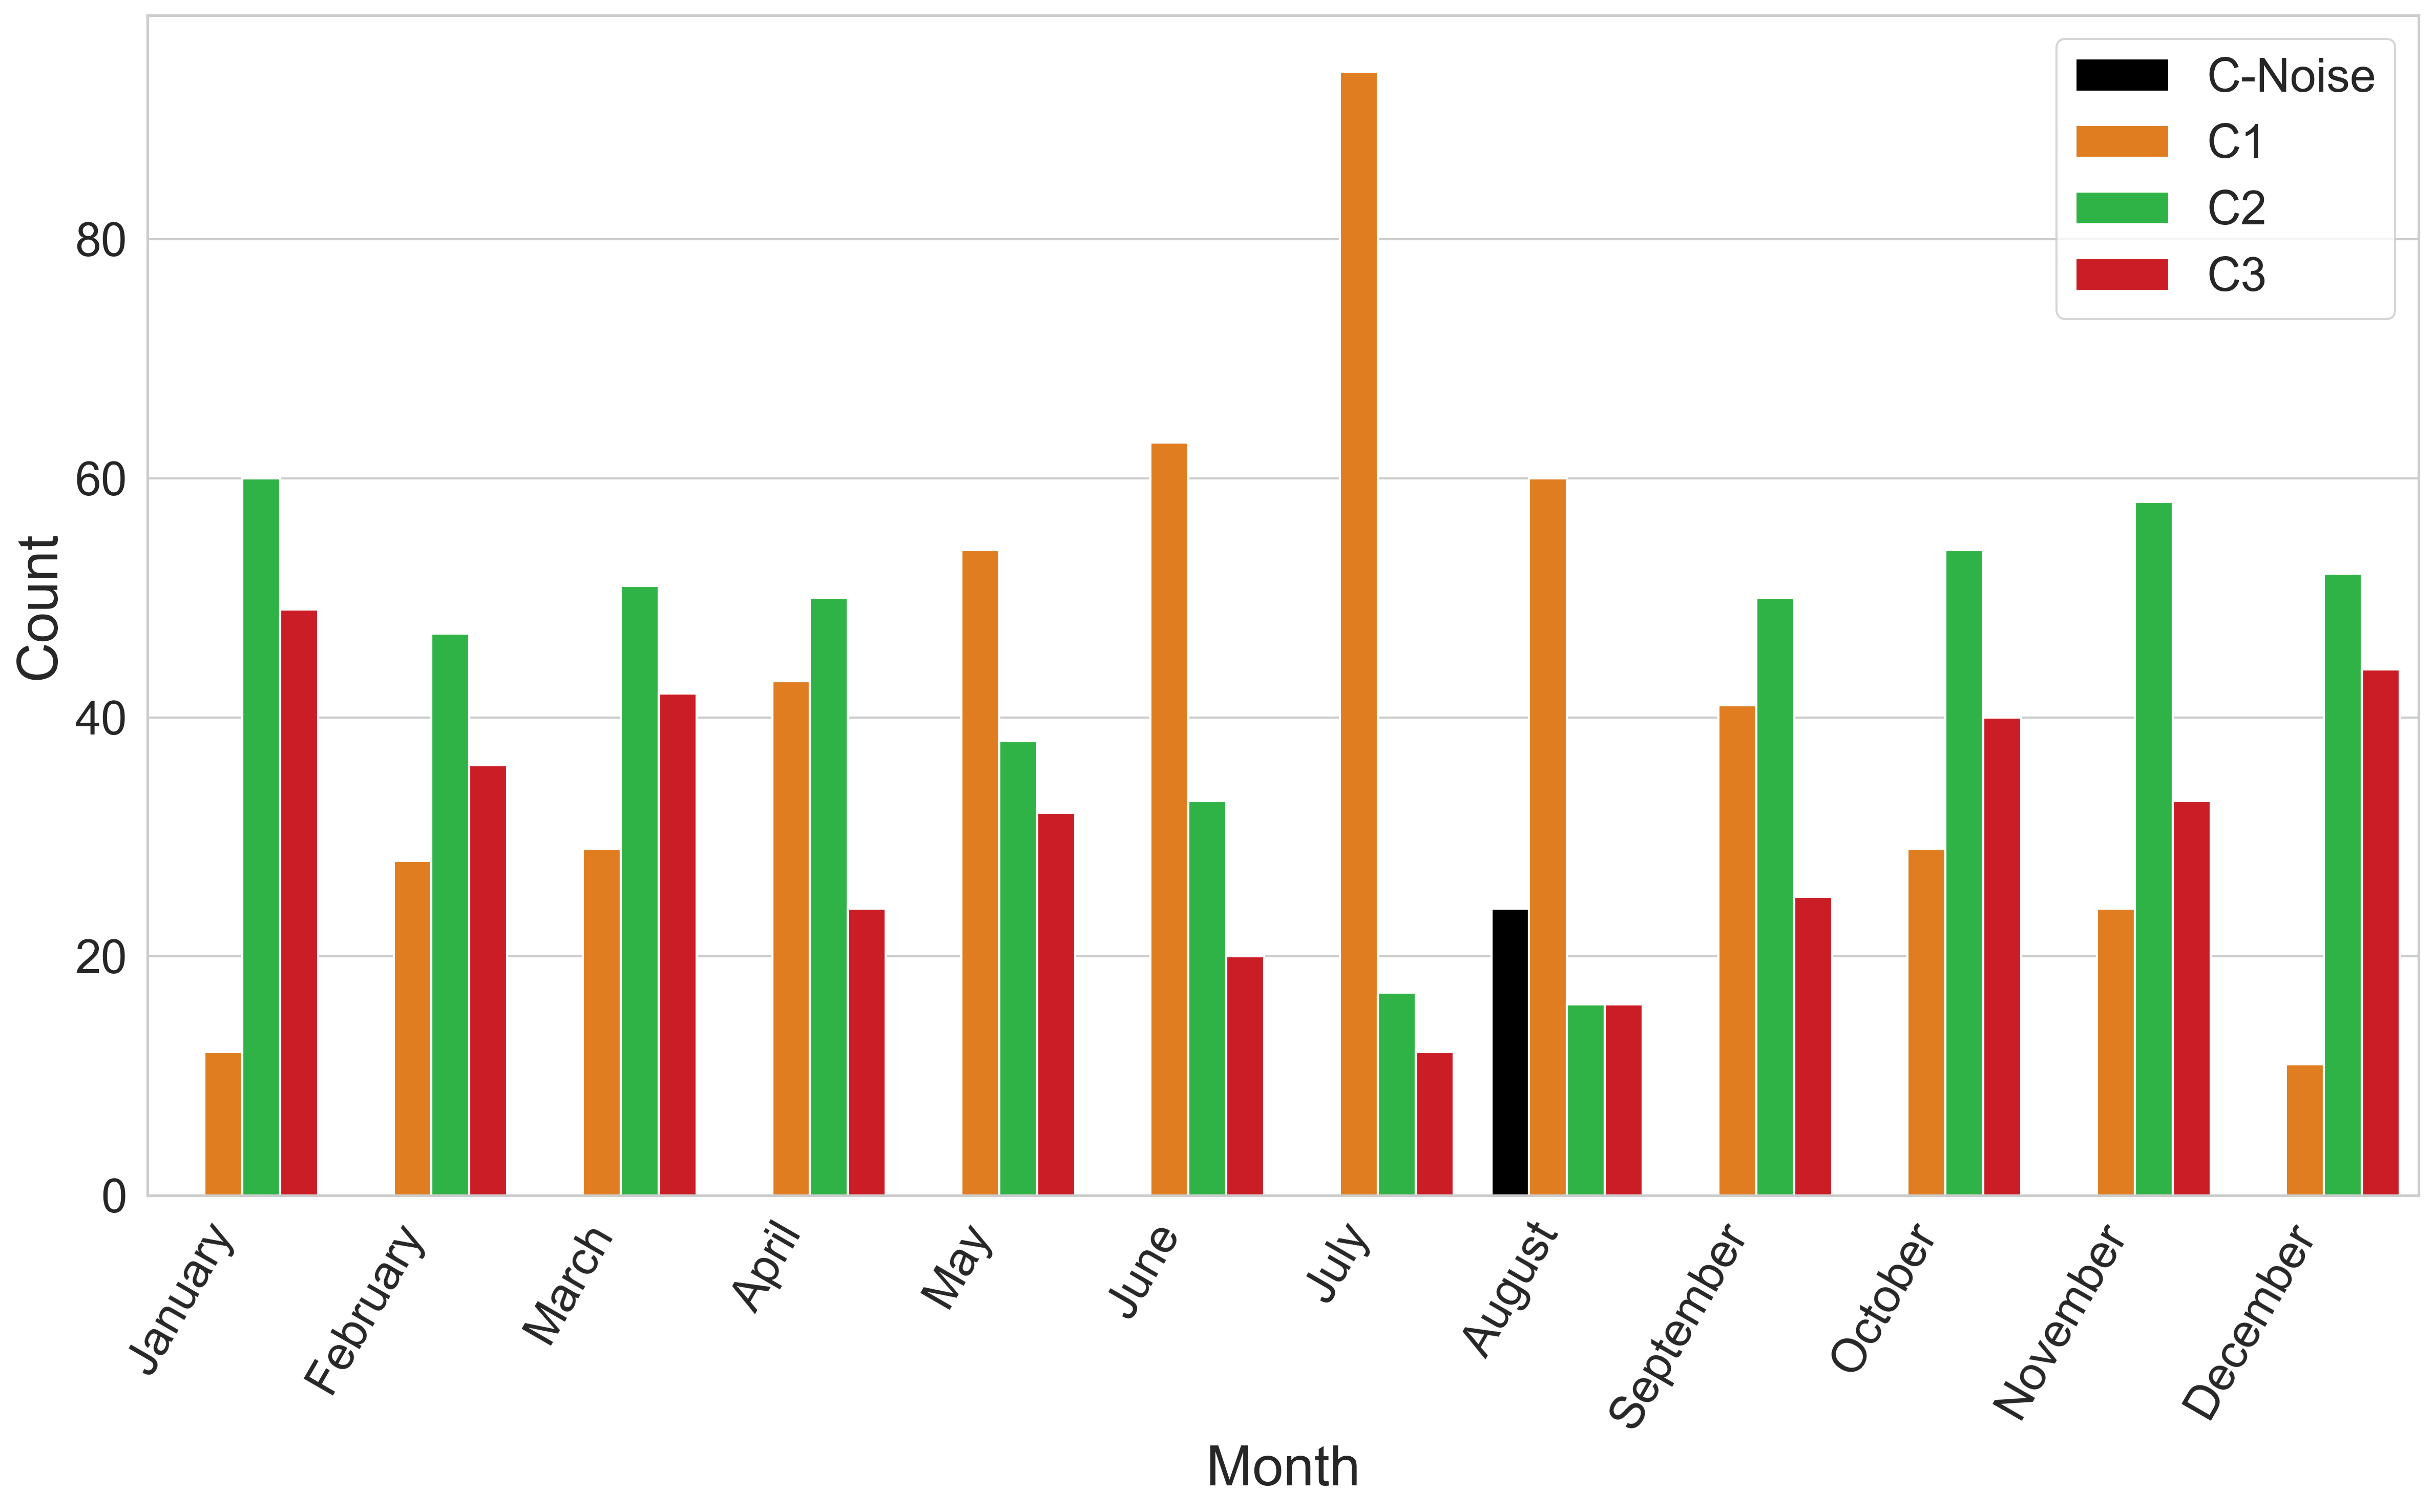 C-Noise
C1
C2
C3
80
60
40
20
0
Count
January
February
March
April
May
June
July
August
September
October
November
December
Month